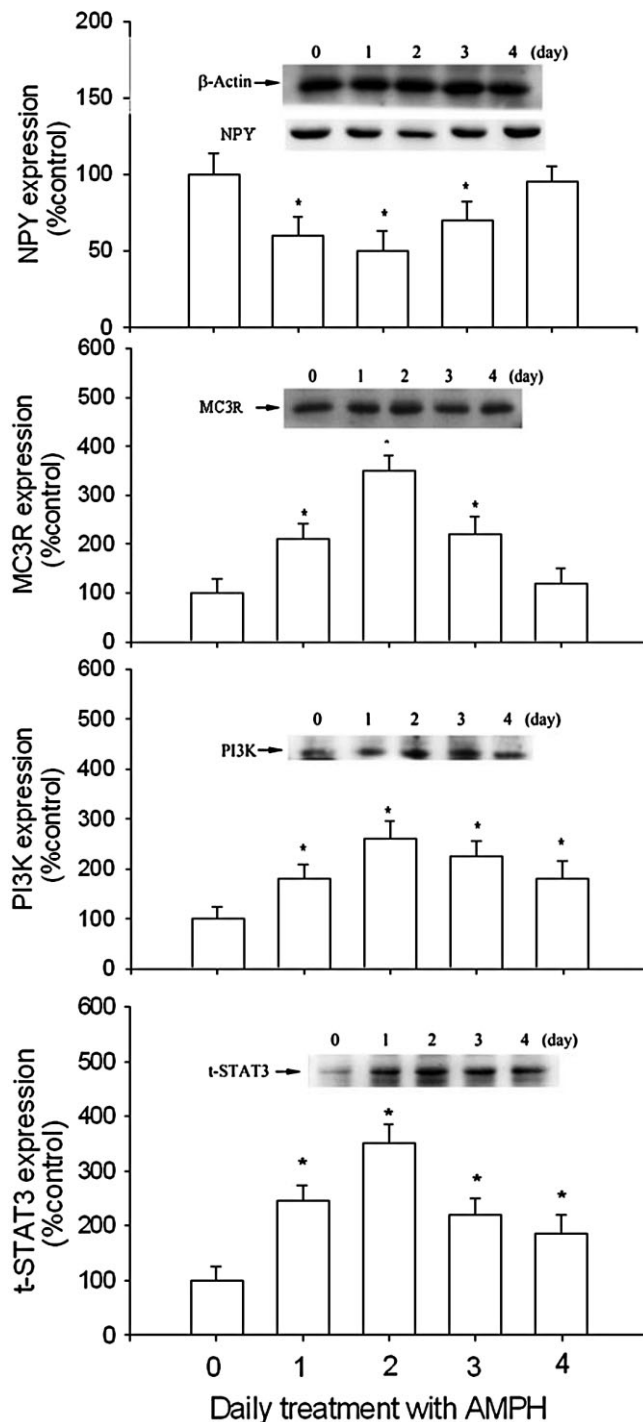 200
150
100
50
0
NPY expression
(%control)
0 1 2 3 4 (day)
β-Actin
NPY
* * *
600
500
400
300
200
100
0
MC3R expression
(%control)
0 1 2 3 4 (day)
MC3R
* * *
600
500
400
300
200
100
0
PI3K expression
(%control)
0 1 2 3 4 (day)
PI3K
* * * *
600
500
400
300
200
100
0
t-STAT3 expression
(%control)
0 1 2 3 4 (day)
t-STAT3
* * * *
0 1 2 3 4
Daily treatment with AMPH